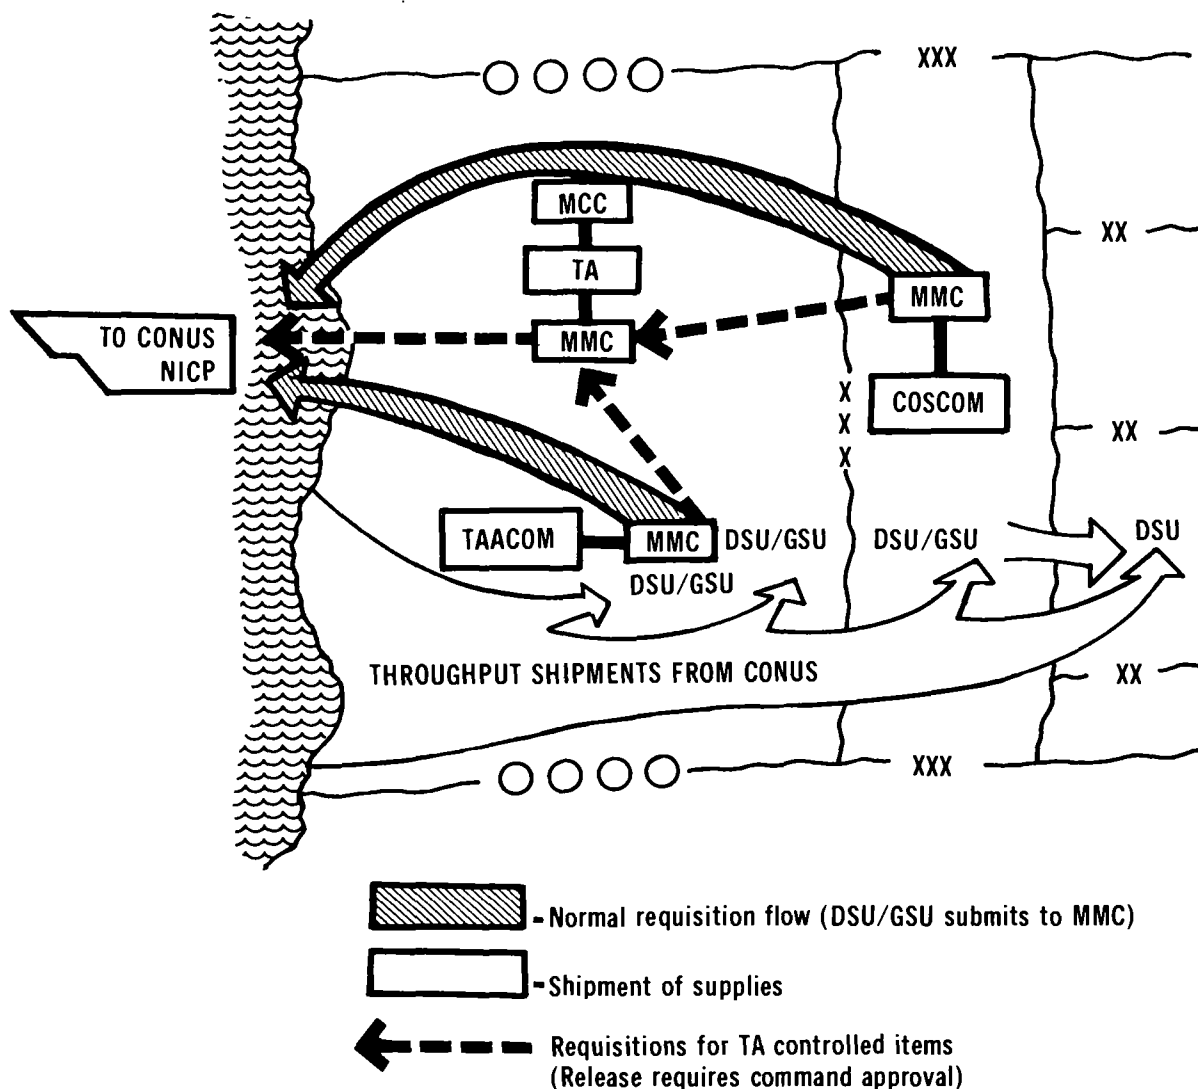 XXX
MCC
XX
TA
MMC
TO CONUS
NICP
MMC
X
X
X
COSCOM
XX
TAACOM
MMC
DSU/GSU
DSU/GSU
DSU
DSU/GSU
THROUGHPUT SHIPMENTS FROM CONUS
XX
XXX
-Normal requisition flow (DSU/GSU submits to MMC)
-Shipment of supplies
Requisitions for TA controlled items
(Release requires command approval)